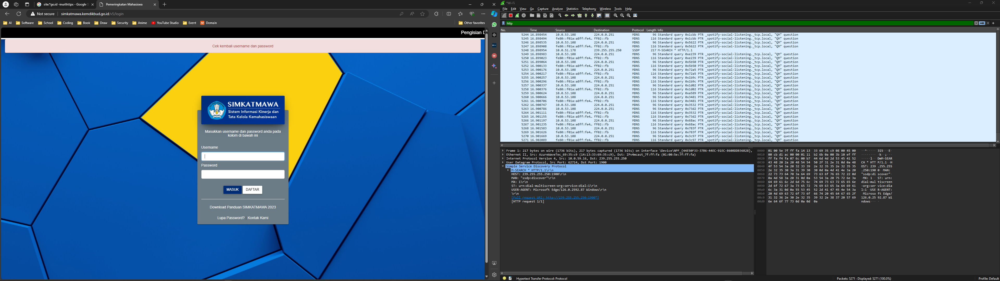 site:*go.id -inurl:https - Google S
Pemeringkatan Mahasiswa
Not secure
simkatmawa.kemdikbud.go.id/v5/login
AI
Software
School
Coding
Book
Draw
Security
Anime
YouTube Studio
Event
Domain
Other favorites
Pengisian D
Cek kembali username dan password
SIMKATMAWA
Sistem Informasi Kinerja dan
Tata Kelola Kemahasiswaan
Masukkan username dan password anda pada
kolom di bawah ini
Username
Password
MASUK
DAFTAR
Download Panduan SIMKATMAWA 2023
Lupa Password? | Kontak Kami
*Wi-Fi
File Edit View Go Capture Analyze Statistics Telephony Wireless Tools Help
http
No. Time Source Destination Protocol Length Info
5244 16.898454 10.0.53.108 224.0.0.251 MDNS 96 Standard query 0x1cbb PTR _spotify-social-listening._tcp.local, "QM" question
5245 16.898494 fe80::f01a:a8ff:fe4… ff02::fb MDNS 116 Standard query 0x1cbb PTR _spotify-social-listening._tcp.local, "QM" question
5246 16.898535 10.0.53.108 224.0.0.251 MDNS 96 Standard query 0x5622 PTR _spotify-social-listening._tcp.local, "QM" question
5247 16.898908 fe80::f01a:a8ff:fe4… ff02::fb MDNS 116 Standard query 0x5622 PTR _spotify-social-listening._tcp.local, "QM" question
5248 16.898954 10.0.51.178 239.255.255.250 SSDP 217 M-SEARCH * HTTP/1.1
5249 16.898983 10.0.53.108 224.0.0.251 MDNS 96 Standard query 0xe239 PTR _spotify-social-listening._tcp.local, "QM" question
5250 16.899023 fe80::f01a:a8ff:fe4… ff02::fb MDNS 116 Standard query 0xe239 PTR _spotify-social-listening._tcp.local, "QM" question
5251 16.899064 10.0.53.108 224.0.0.251 MDNS 96 Standard query 0x5b50 PTR _spotify-social-listening._tcp.local, "QM" question
5252 16.900133 fe80::f01a:a8ff:fe4… ff02::fb MDNS 116 Standard query 0x5b50 PTR _spotify-social-listening._tcp.local, "QM" question
5253 16.900176 10.0.53.108 224.0.0.251 MDNS 96 Standard query 0x72a5 PTR _spotify-social-listening._tcp.local, "QM" question
5254 16.900217 fe80::f01a:a8ff:fe4… ff02::fb MDNS 116 Standard query 0x72a5 PTR _spotify-social-listening._tcp.local, "QM" question
5255 16.900257 10.0.53.108 224.0.0.251 MDNS 96 Standard query 0x1b9c PTR _spotify-social-listening._tcp.local, "QM" question
5256 16.900296 fe80::f01a:a8ff:fe4… ff02::fb MDNS 116 Standard query 0x1b9c PTR _spotify-social-listening._tcp.local, "QM" question
5257 16.900337 10.0.53.108 224.0.0.251 MDNS 96 Standard query 0x1d02 PTR _spotify-social-listening._tcp.local, "QM" question
5258 16.900376 fe80::f01a:a8ff:fe4… ff02::fb MDNS 116 Standard query 0x1d02 PTR _spotify-social-listening._tcp.local, "QM" question
5259 16.900624 10.0.53.108 224.0.0.251 MDNS 96 Standard query 0xa589 PTR _spotify-social-listening._tcp.local, "QM" question
5260 16.900666 10.0.53.108 224.0.0.251 MDNS 96 Standard query 0x3481 PTR _spotify-social-listening._tcp.local, "QM" question
5261 16.900706 fe80::f01a:a8ff:fe4… ff02::fb MDNS 116 Standard query 0x3481 PTR _spotify-social-listening._tcp.local, "QM" question
5262 16.900747 10.0.53.108 224.0.0.251 MDNS 96 Standard query 0x3532 PTR _spotify-social-listening._tcp.local, "QM" question
5263 16.900786 10.0.53.108 224.0.0.251 MDNS 96 Standard query 0x73d2 PTR _spotify-social-listening._tcp.local, "QM" question
5264 16.901111 fe80::f01a:a8ff:fe4… ff02::fb MDNS 116 Standard query 0x3532 PTR _spotify-social-listening._tcp.local, "QM" question
5265 16.901155 fe80::f01a:a8ff:fe4… ff02::fb MDNS 116 Standard query 0x73d2 PTR _spotify-social-listening._tcp.local, "QM" question
5266 16.901197 10.0.53.108 224.0.0.251 MDNS 96 Standard query 0x68ac PTR _spotify-social-listening._tcp.local, "QM" question
5267 16.901235 fe80::f01a:a8ff:fe4… ff02::fb MDNS 116 Standard query 0x68ac PTR _spotify-social-listening._tcp.local, "QM" question
5268 16.901583 10.0.53.108 224.0.0.251 MDNS 96 Standard query 0x783f PTR _spotify-social-listening._tcp.local, "QM" question
5269 16.901626 fe80::f01a:a8ff:fe4… ff02::fb MDNS 116 Standard query 0x783f PTR _spotify-social-listening._tcp.local, "QM" question
5270 16.901669 10.0.53.108 224.0.0.251 MDNS 96 Standard query 0x3c97 PTR _spotify-social-listening._tcp.local, "QM" question
5271 16.902089 fe80::f01a:a8ff:fe4… ff02::fb MDNS 116 Standard query 0x3c97 PTR _spotify-social-listening._tcp.local, "QM" question
Frame 1: 217 bytes on wire (1736 bits), 217 bytes captured (1736 bits) on interface \Device\NPF_{44E50F33-37B6-44EC-91EC-B60BDDB36B28},
Ethernet II, Src: AzureWaveTec_69:35:c9 (14:13:33:69:35:c9), Dst: IPv4mcast_7f:ff:fa (01:00:5e:7f:ff:fa)
Internet Protocol Version 4, Src: 10.0.59.16, Dst: 239.255.255.250
User Datagram Protocol, Src Port: 62714, Dst Port: 1900
Simple Service Discovery Protocol
M-SEARCH * HTTP/1.1\r\n
HOST: 239.255.255.250:1900\r\n
MAN: "ssdp:discover"\r\n
MX: 1\r\n
ST: urn:dial-multiscreen-org:service:dial:1\r\n
USER-AGENT: Microsoft Edge/126.0.2592.87 Windows\r\n
\r\n
[Full request URI: http://239.255.255.250:1900*]
[HTTP request 1/1]
0000 01 00 5e 7f ff fa 14 13 33 69 35 c9 08 00 45 00 ··^····· 3i5···E·
0010 00 cb d1 ac 00 00 01 11 b2 6b 0a 00 3b 10 ef ff ········ ·k··;···
0020 ff fa f4 fa 07 6c 00 b7 44 6d 4d 2d 53 45 41 52 ·····l·· DmM-SEAR
0030 43 48 20 2a 20 48 54 54 50 2f 31 2e 31 0d 0a 48 CH * HTT P/1.1··H
0040 4f 53 54 3a 20 32 33 39 2e 32 35 35 2e 32 35 35 OST: 239 .255.255
0050 2e 32 35 30 3a 31 39 30 30 0d 0a 4d 41 4e 3a 20 .250:190 0··MAN:
0060 22 73 73 64 70 3a 64 69 73 63 6f 76 65 72 22 0d "ssdp:di scover"·
0070 0a 4d 58 3a 20 31 0d 0a 53 54 3a 20 75 72 6e 3a ·MX: 1·· ST: urn:
0080 64 69 61 6c 2d 6d 75 6c 74 69 73 63 72 65 65 6e dial-mul tiscreen
0090 2d 6f 72 67 3a 73 65 72 76 69 63 65 3a 64 69 61 -org:ser vice:dia
00a0 6c 3a 31 0d 0a 55 53 45 52 2d 41 47 45 4e 54 3a l:1··USE R-AGENT:
00b0 20 4d 69 63 72 6f 73 6f 66 74 20 45 64 67 65 2f Microso ft Edge/
00c0 31 32 36 2e 30 2e 32 35 39 32 2e 38 37 20 57 69 126.0.25 92.87 Wi
00d0 6e 64 6f 77 73 0d 0a 0d 0a ndows··· ·
Hypertext Transfer Protocol: Protocol
Packets: 5271 · Displayed: 5271 (100.0%)
Profile: Default